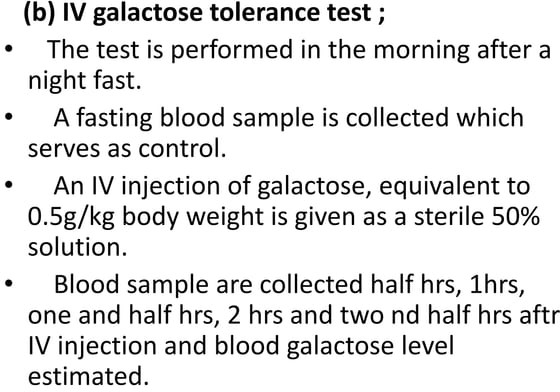 (b) IV galactose tolerance test ;
• The test is performed in the morning after a
night fast.
• A fasting blood sample is collected which
serves as control.
• An IV injection of galactose, equivalent to
0.5g/kg body weight is given as a sterile 50%
solution.
• Blood sample are collected half hrs, 1hrs,
one and half hrs, 2 hrs and two nd half hrs aftr
IV injection and blood galactose level
estimated.